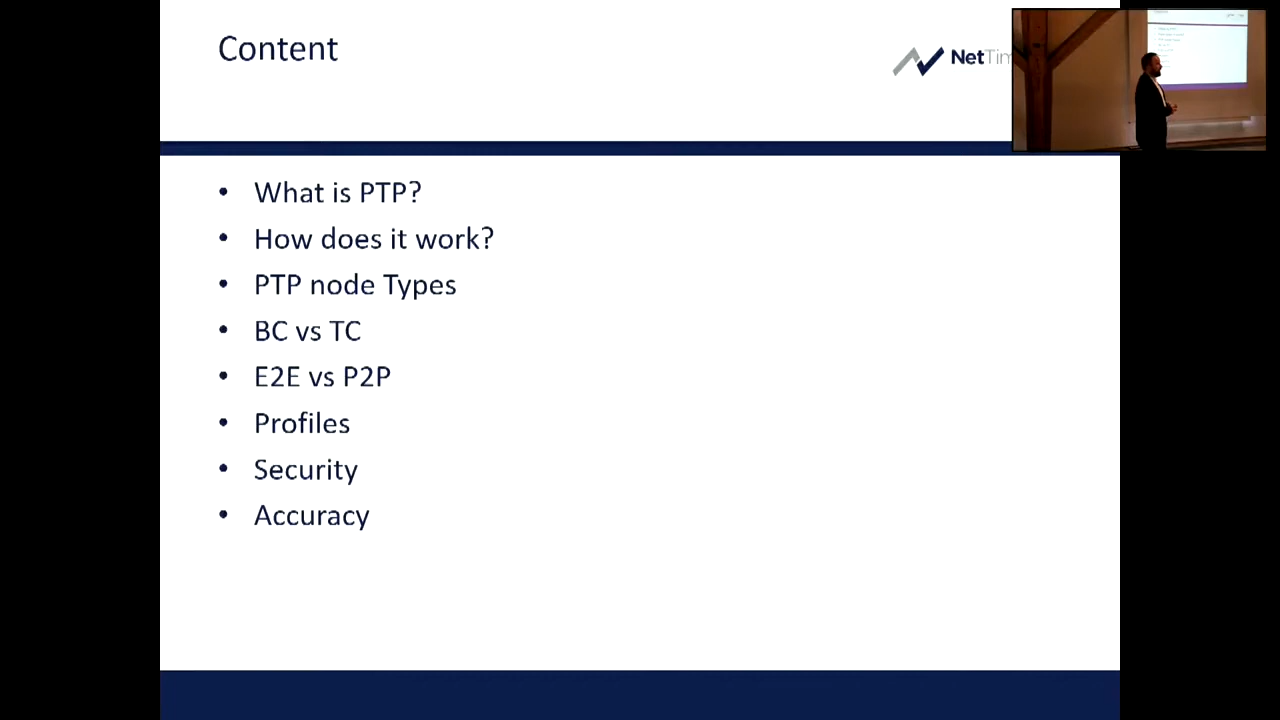 Content
NetTim
• What is PTP?
• How does it work?
• PTP node Types
• BC vs TC
• E2E vs P2P
• Profiles
• Security
• Accuracy